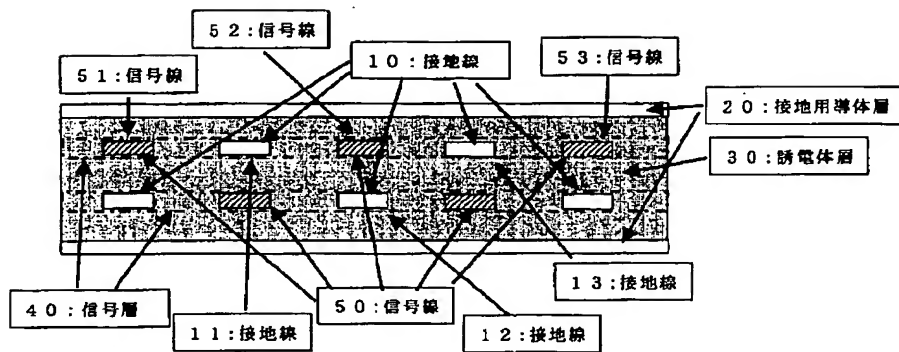 ５２：信号線
１０：接地線
５１：信号線
５３：信号線
２０：接地用導体層
３０：誘電体層
１３：接地線
４０：信号層
１１：接地線
５０：信号線
１２：接地線